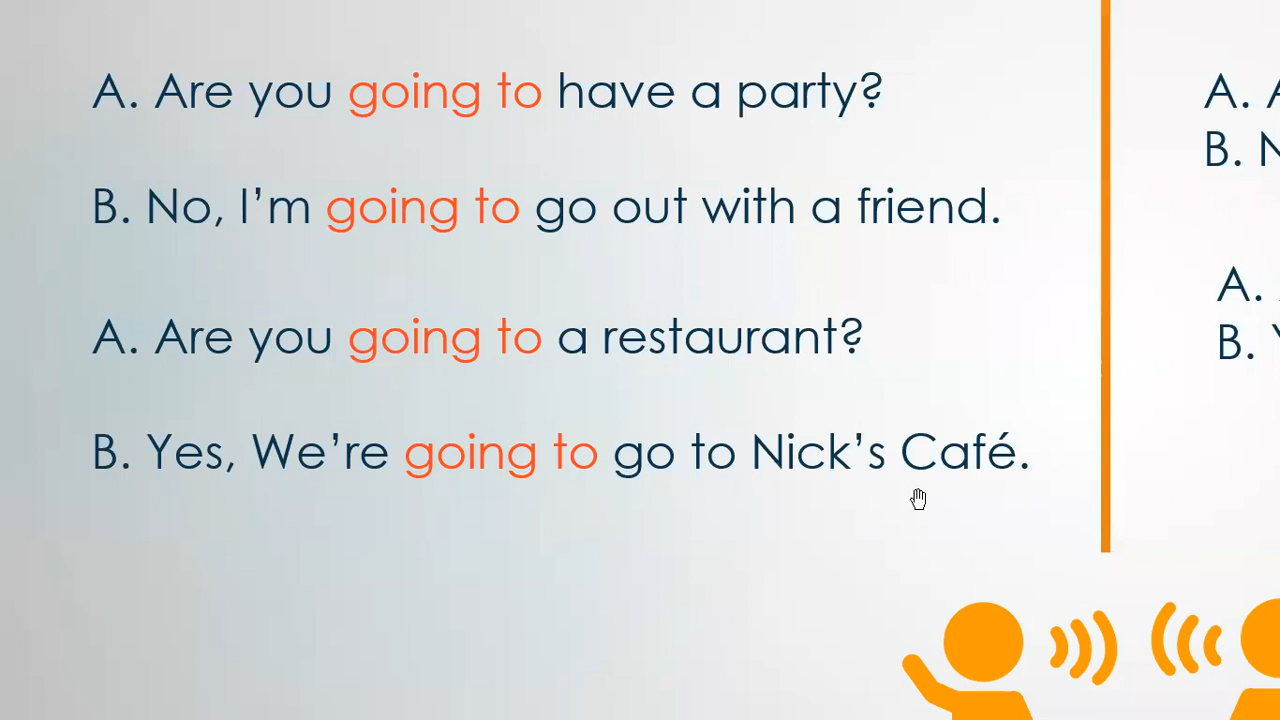 A. Are you going to have a party?
B. No, I’m going to go out with a friend.
A. Are you going to a restaurant?
B. Yes, We’re going to go to Nick’s Café.
A.
B.
A.
B.